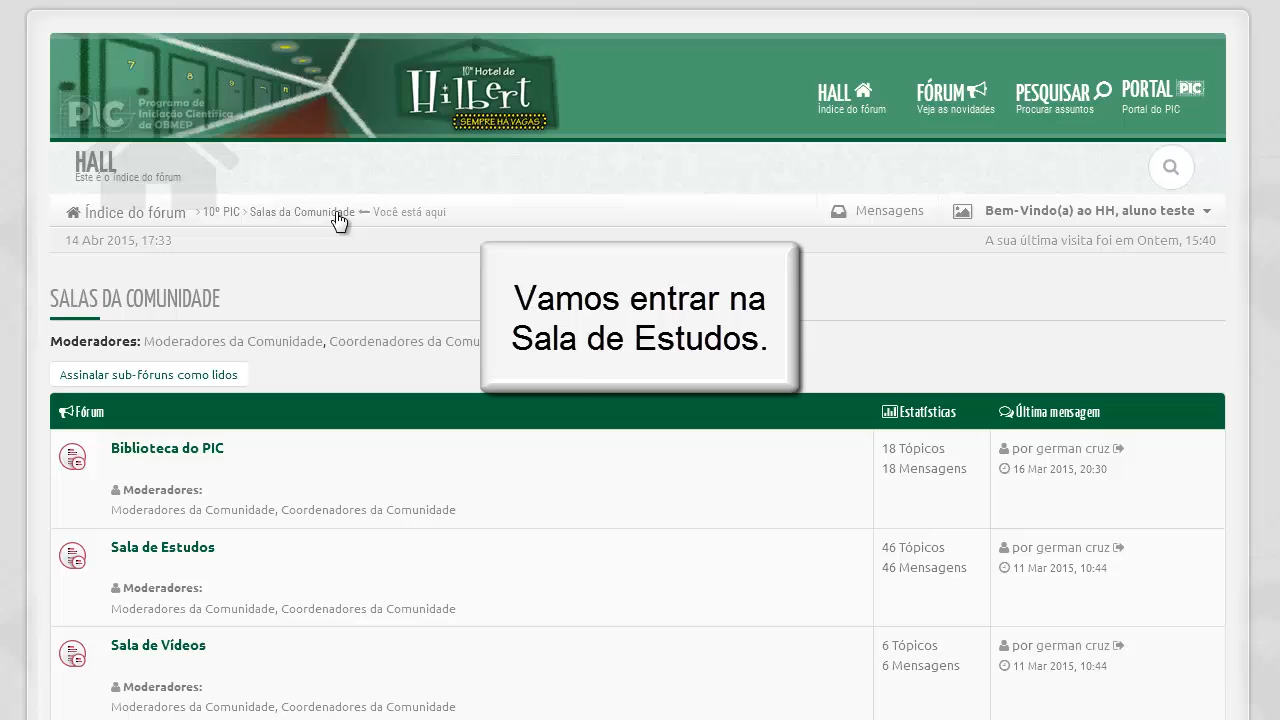 7
8
9
10º Hotel de
Hilbert
SEMPRE HÁ VAGAS
PIC
Programa de
Iniciação Científica
da OBMEP
HALL
Índice do fórum
FÓRUM
Veja as novidades
PESQUISAR
Procurar assuntos
PORTAL PIC
Portal do PIC
HALL
Este é o índice do fórum
Índice do fórum › 10º PIC › Salas da Comunidade Você está aqui
Mensagens
Bem-Vindo(a) ao HH, aluno teste
14 Abr 2015, 17:33
A sua última visita foi em Ontem, 15:40
Vamos entrar na
Sala de Estudos.
SALAS DA COMUNIDADE
Moderadores: Moderadores da Comunidade, Coordenadores da Comu
Assinalar sub-fóruns como lidos
Fórum Estatísticas Última mensagem
Biblioteca do PIC
Moderadores:
Moderadores da Comunidade, Coordenadores da Comunidade
18 Tópicos
18 Mensagens
por german cruz
16 Mar 2015, 20:30
Sala de Estudos
Moderadores:
Moderadores da Comunidade, Coordenadores da Comunidade
46 Tópicos
46 Mensagens
por german cruz
11 Mar 2015, 10:44
Sala de Vídeos
Moderadores:
Moderadores da Comunidade, Coordenadores da Comunidade
6 Tópicos
6 Mensagens
por german cruz
11 Mar 2015, 10:44